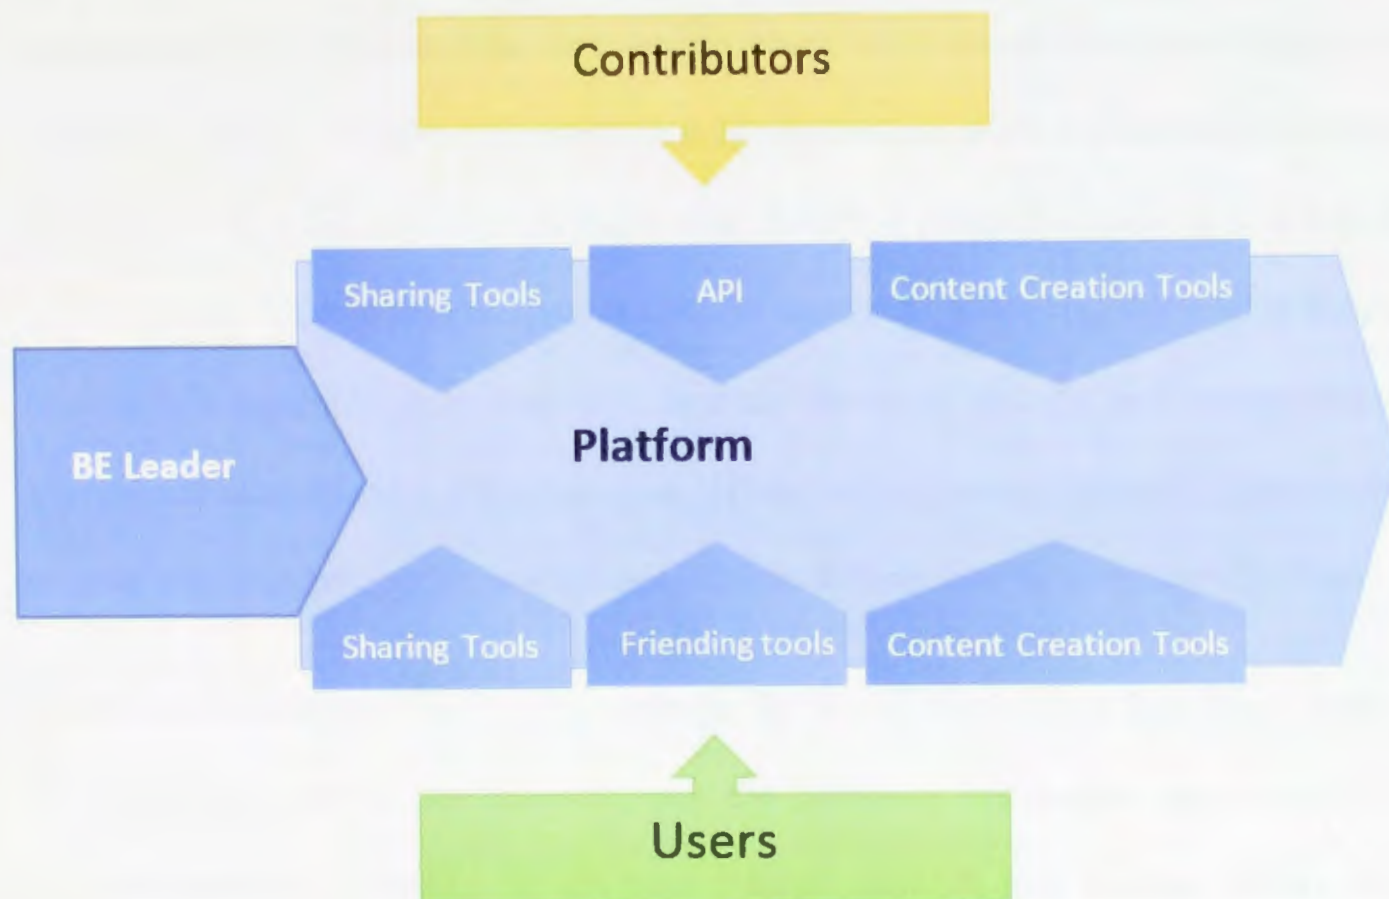 Contributors
Sharing Tools
API
Content Creation Tools
BE Leader
Platform
Sharing Tools
Friending tools
Content Creation Tools
Users